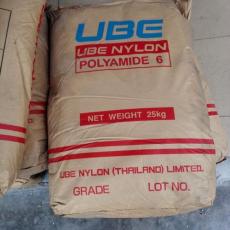 UBE
UBE NYLON
POLYAMIDE 6
NET WEIGHT 25kg
UBE NYLON (THAILAND) LIMITED.
GRADE LOT NO.